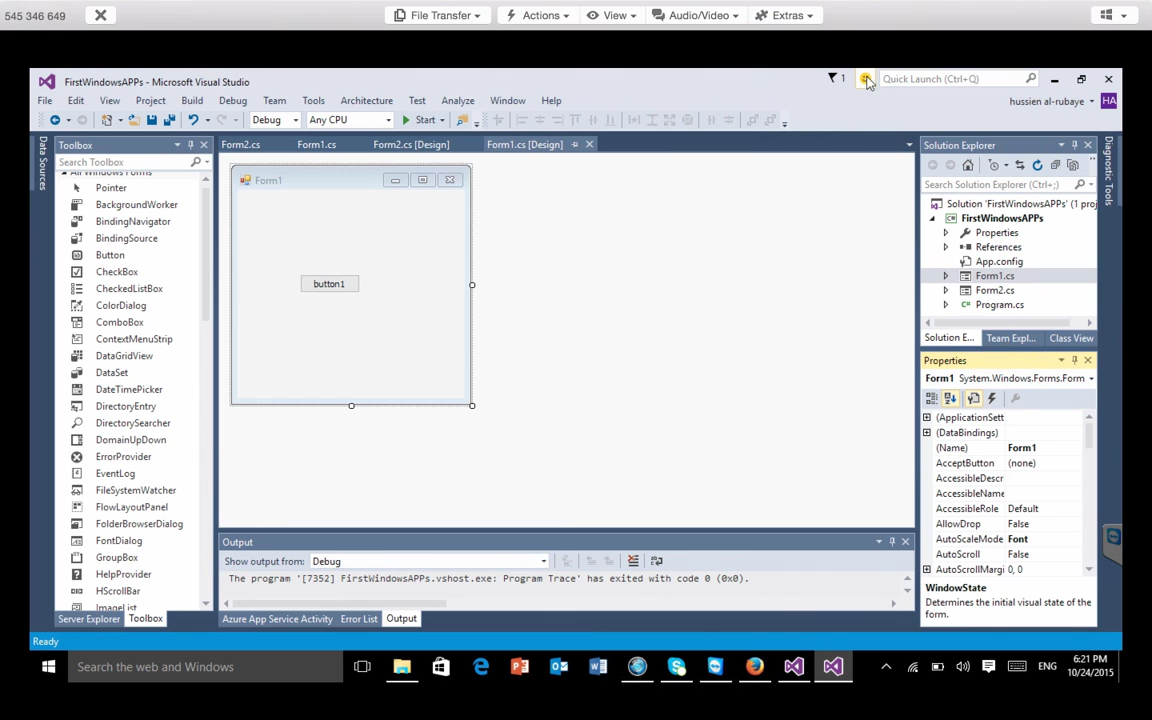 545 346 649
File Transfer
Actions
View
Audio/Video
Extras
FirstWindowsAPPs - Microsoft Visual Studio
1
Quick Launch (Ctrl+Q)
File Edit View Project Build Debug Team Tools Architecture Test Analyze Window Help
hussien al-rubaye
HA
Debug
Any CPU
Start
Data Sources
Toolbox
Search Toolbox
All Windows Forms
Pointer
BackgroundWorker
BindingNavigator
BindingSource
Button
CheckBox
CheckedListBox
ColorDialog
ComboBox
ContextMenuStrip
DataGridView
DataSet
DateTimePicker
DirectoryEntry
DirectorySearcher
DomainUpDown
ErrorProvider
EventLog
FileSystemWatcher
FlowLayoutPanel
FolderBrowserDialog
FontDialog
GroupBox
HelpProvider
HScrollBar
ImageList
Server Explorer
Toolbox
Form2.cs
Form1.cs
Form2.cs [Design]
Form1.cs [Design]
Form1
button1
Output
Show output from:
Debug
The program '[7352] FirstWindowsAPPs.vshost.exe: Program Trace' has exited with code 0 (0x0).
Azure App Service Activity
Error List
Output
Solution Explorer
Search Solution Explorer (Ctrl+;)
Solution 'FirstWindowsAPPs' (1 proj
FirstWindowsAPPs
Properties
References
App.config
Form1.cs
Form2.cs
Program.cs
Solution E...
Team Expl...
Class View
Diagnostic Tools
Properties
Form1 System.Windows.Forms.Form
(ApplicationSett
(DataBindings)
(Name) Form1
AcceptButton (none)
AccessibleDescr
AccessibleName
AccessibleRole Default
AllowDrop False
AutoScaleMode Font
AutoScroll False
AutoScrollMargi 0, 0
WindowState
Determines the initial visual state of the
form.
Ready
Search the web and Windows
ENG
6:21 PM
10/24/2015